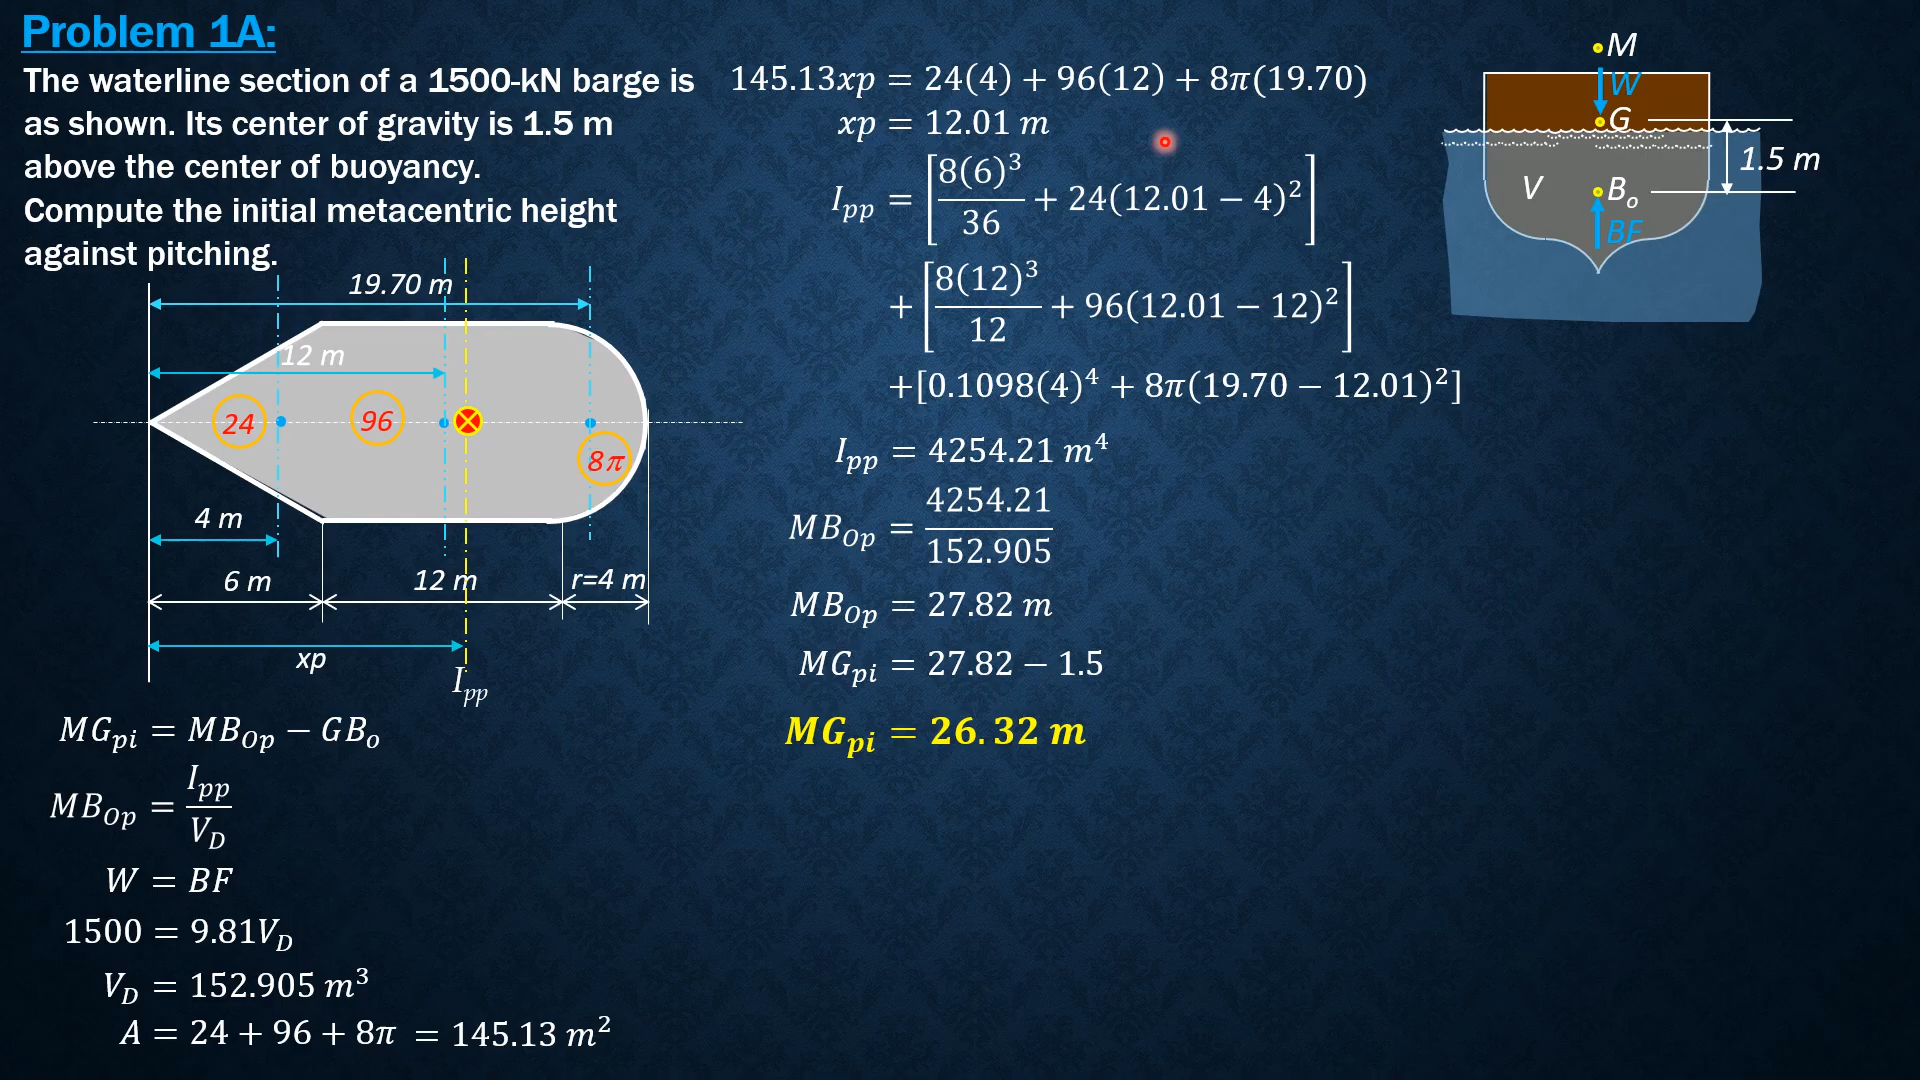 Problem 1A:
The waterline section of a 1500-kN barge is
as shown. Its center of gravity is 1.5 m
above the center of buoyancy.
Compute the initial metacentric height
against pitching.
19.70 m
12 m
24
96
8π
4 m
6 m
12 m
r=4 m
xp
I_pp
MG_pi = MB_Op − GB_o
MB_Op = I_pp / V_D
W = BF
1500 = 9.81V_D
V_D = 152.905 m³
A = 24 + 96 + 8π = 145.13 m²
145.13xp = 24(4) + 96(12) + 8π(19.70)
xp = 12.01 m
I_pp = [8(6)³/36 + 24(12.01 − 4)²]
+ [8(12)³/12 + 96(12.01 − 12)²]
+[0.1098(4)⁴ + 8π(19.70 − 12.01)²]
I_pp = 4254.21 m⁴
MB_Op = 4254.21/152.905
MB_Op = 27.82 m
MG_pi = 27.82 − 1.5
MG_pi = 26.32 m
M
W
G
1.5 m
V
B_o
BF